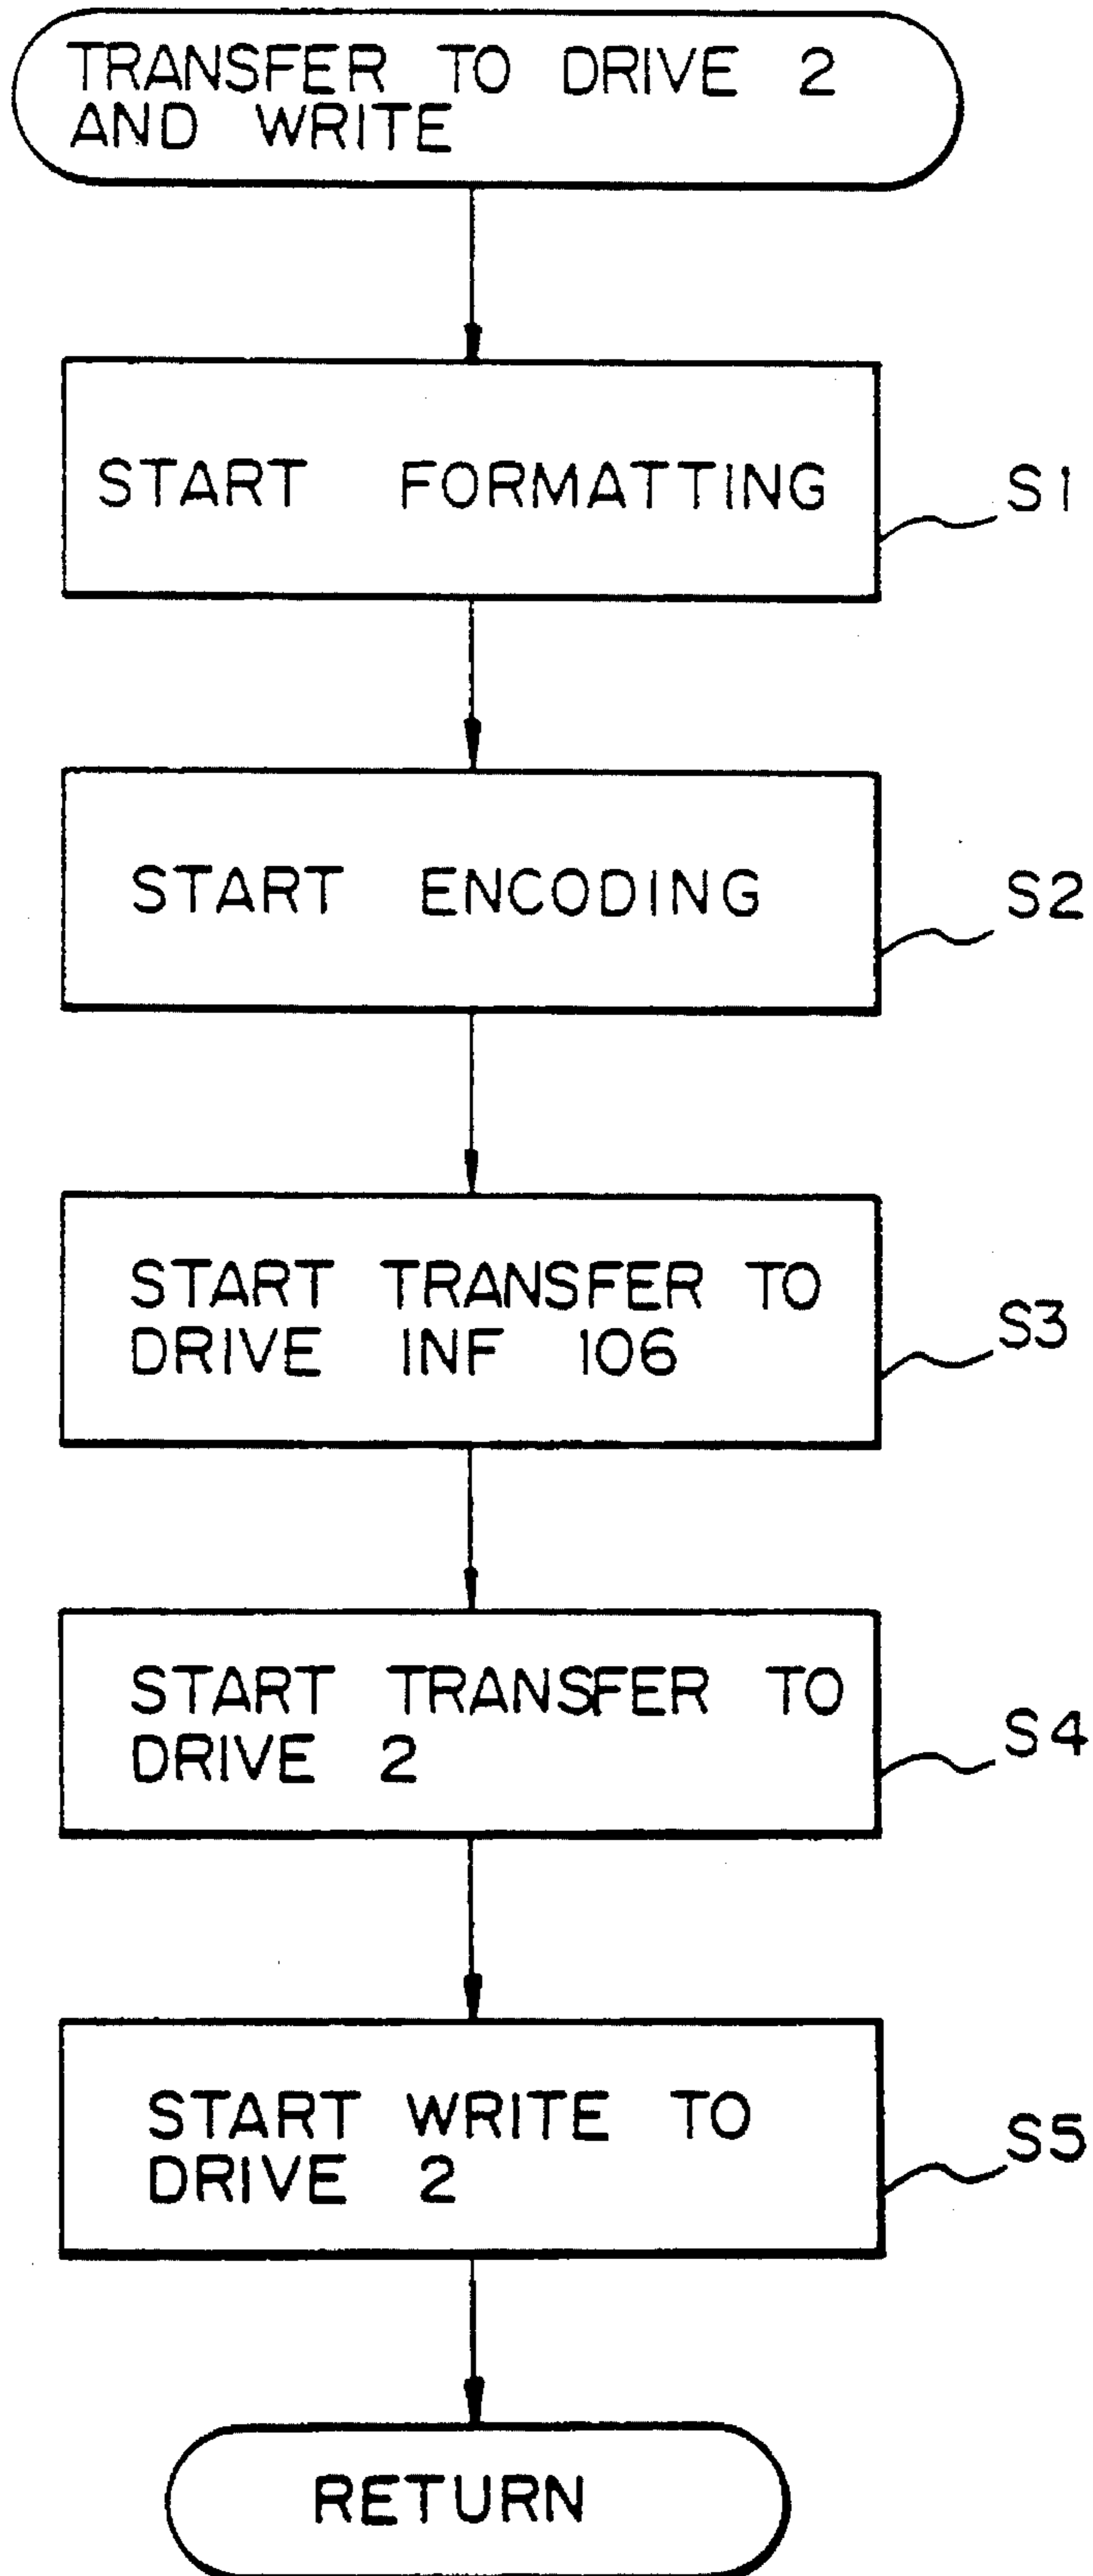 TRANSFER TO DRIVE 2
AND WRITE
START FORMATTING
S1
START ENCODING
S2
START TRANSFER TO
DRIVE INF 106
S3
START TRANSFER TO
DRIVE 2
S4
START WRITE TO
DRIVE 2
S5
RETURN